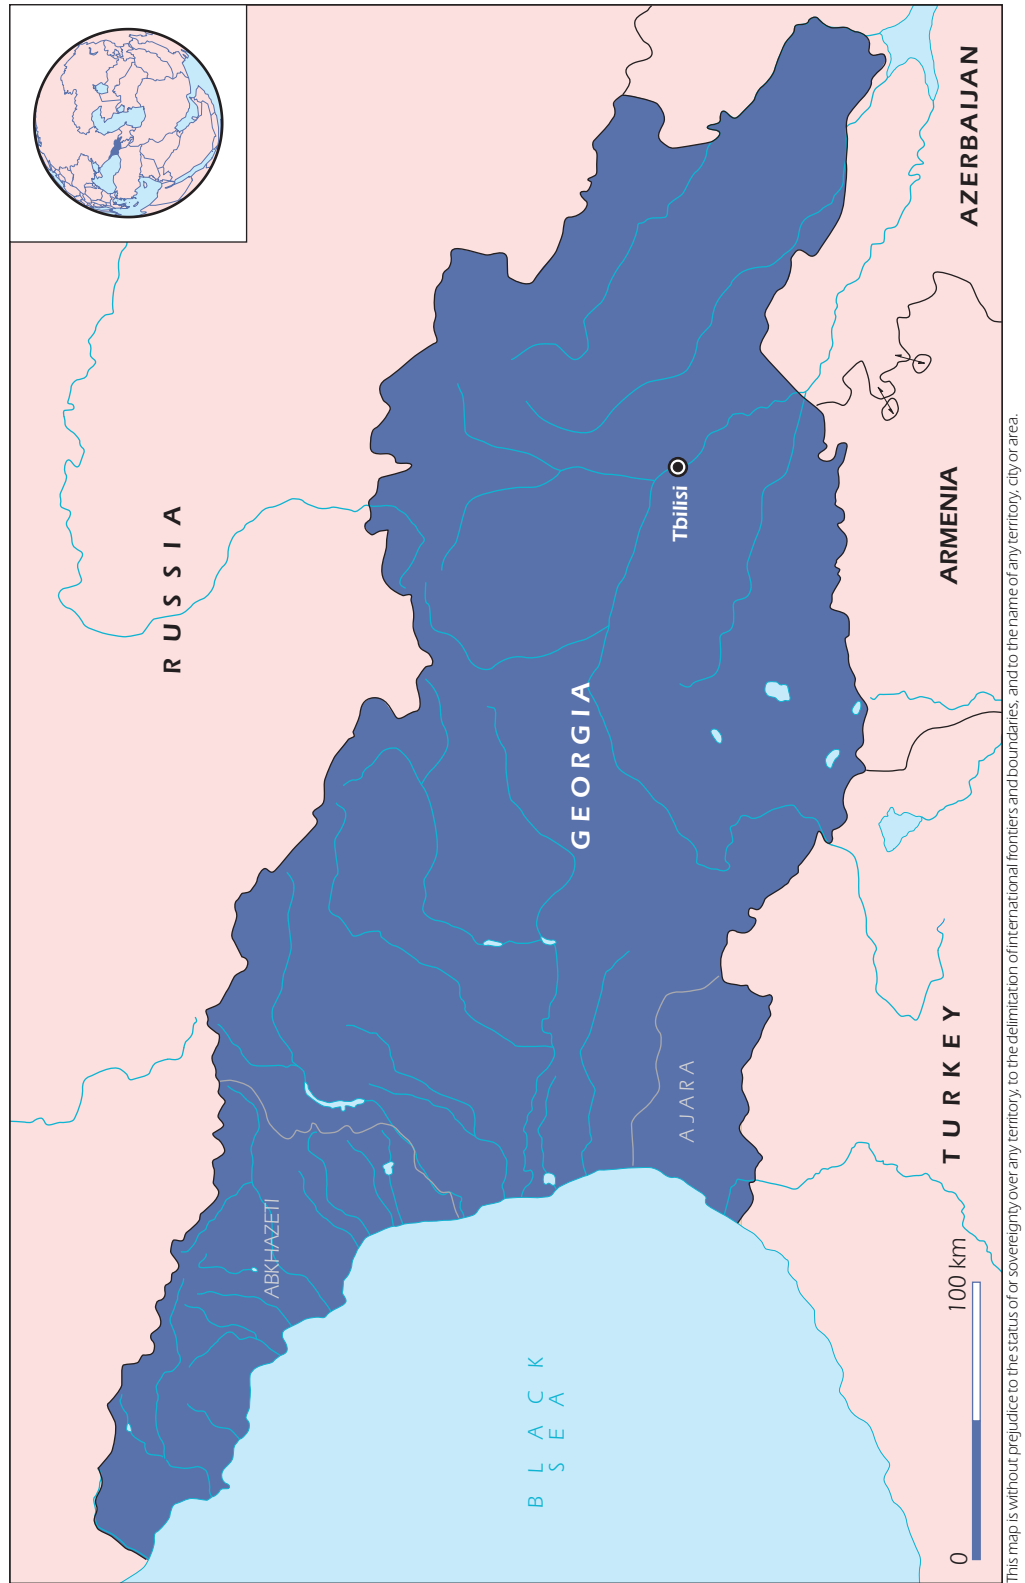 RUSSIA
ABKHAZETI
GEORGIA
Tbilisi
BLACK
SEA
AJARA
TURKEY
ARMENIA
AZERBAIJAN
0
100 km
This map is without prejudice to the status of or sovereignty over any territory, to the delimitation of international frontiers and boundaries, and to the name of any territory, city or area.